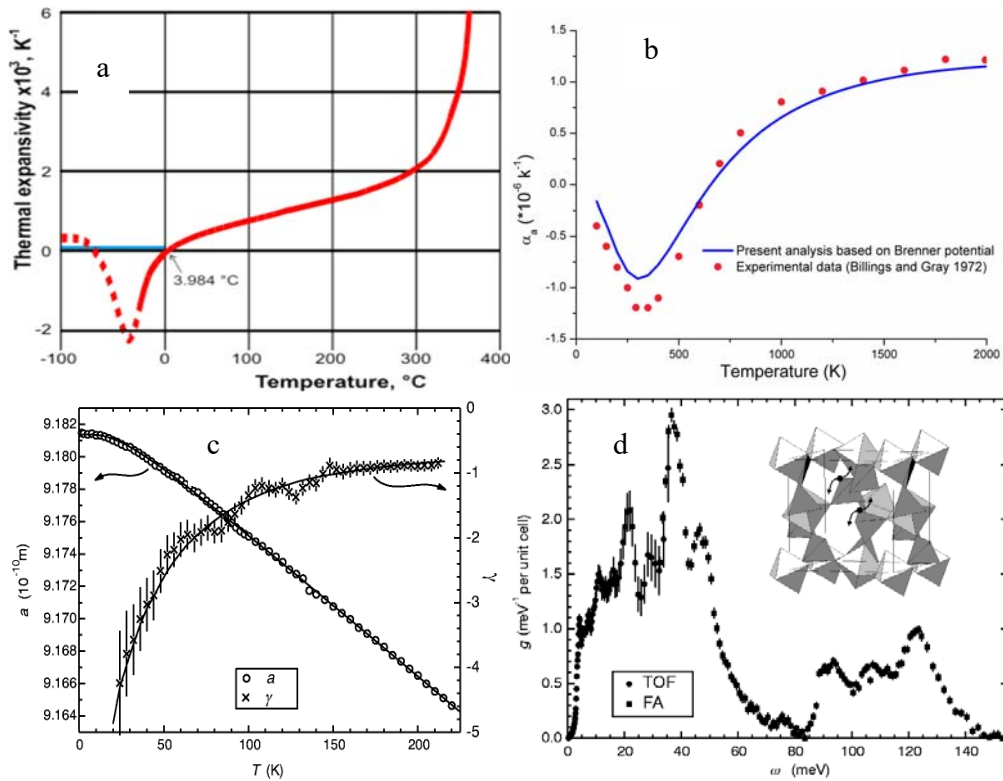 a
Thermal expansivity x10³, K⁻¹
6
4
2
0
-2
3.984 °C
-100 0 100 200 300 400
Temperature, °C
b
αₐ (*10⁻⁶ k⁻¹)
1.5
1.0
0.5
0.0
-0.5
-1.0
-1.5
Present analysis based on Brenner potential
Experimental data (Billings and Gray 1972)
0 500 1000 1500 2000
Temperature (K)
c
a (10⁻¹⁰m)
9.182
9.180
9.178
9.176
9.174
9.172
9.170
9.168
9.166
9.164
0
-1
-2
-3
-4
-5
γ
a
γ
0 50 100 150 200
T (K)
d
g (meV⁻¹ per unit cell)
3.0
2.5
2.0
1.5
1.0
0.5
0.0
TOF
FA
0 20 40 60 80 100 120 140
ω (meV)